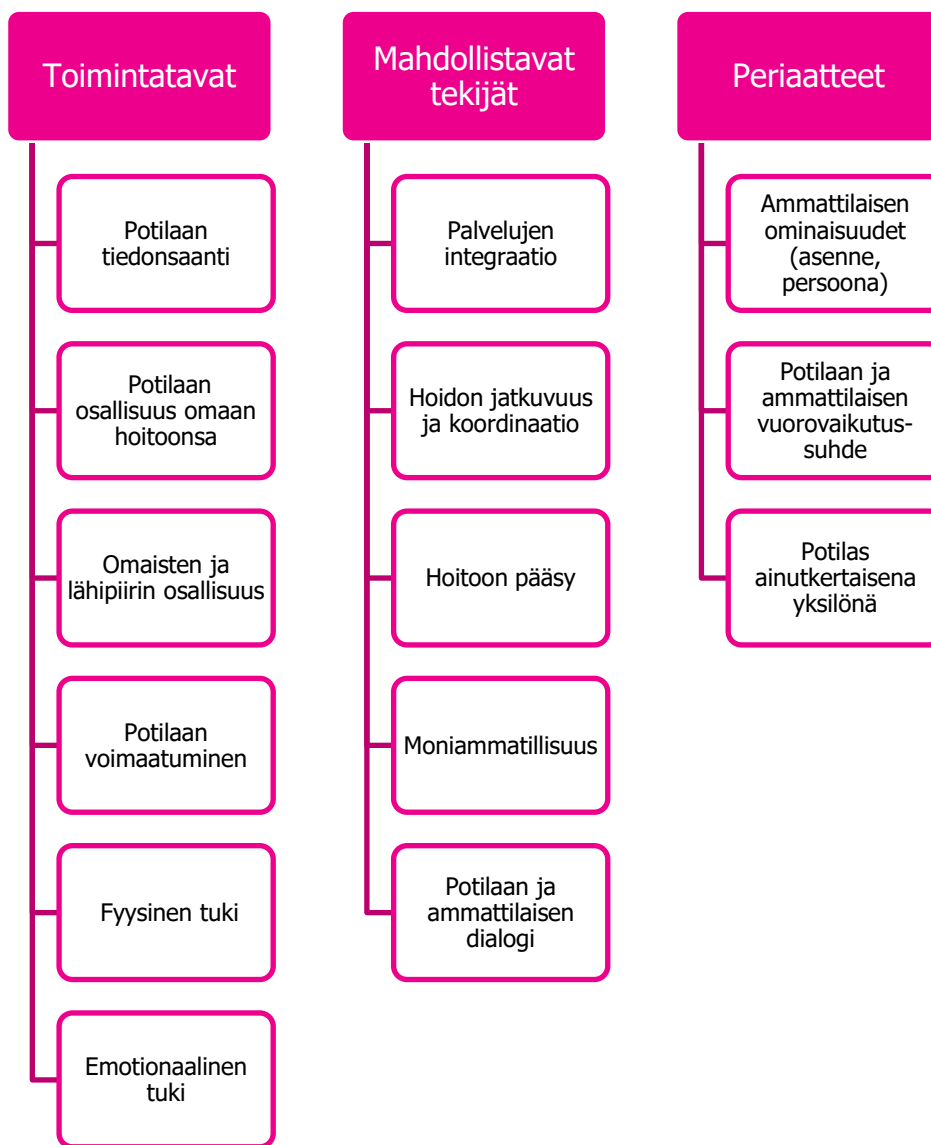 Toimintatavat
Potilaan
tiedonsaanti
Potilaan
osallisuus omaan
hoitoonsa
Omaisten ja
lähipiirin osallisuus
Potilaan
voimaatuminen
Fyysinen tuki
Emotionaalinen
tuki
Mahdollistavat
tekijät
Palvelujen
integraatio
Hoidon jatkuvuus
ja koordinaatio
Hoitoon pääsy
Moniammatillisuus
Potilaan ja
ammattilaisen
dialogi
Periaatteet
Ammattilaisen
ominaisuudet
(asenne,
persoona)
Potilaan ja
ammattilaisen
vuorovaikutus-
suhde
Potilas
ainutkertaisena
yksilönä